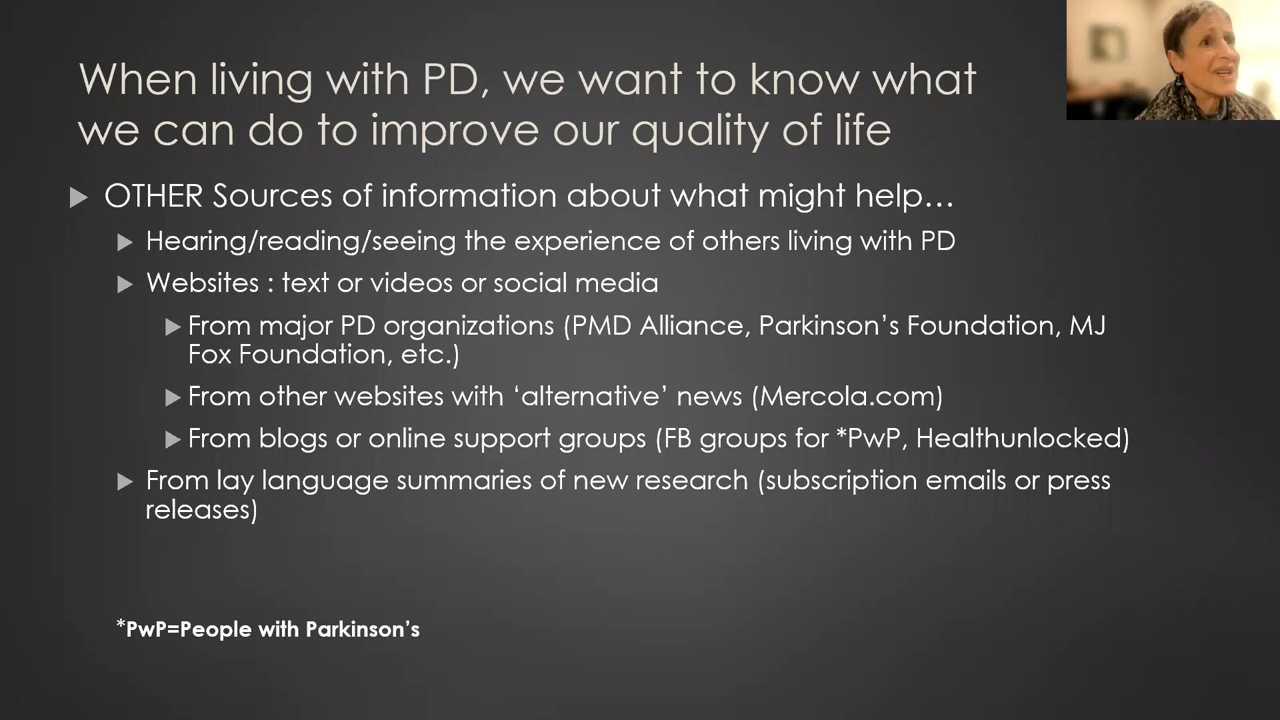 When living with PD, we want to know what
we can do to improve our quality of life
OTHER Sources of information about what might help…
Hearing/reading/seeing the experience of others living with PD
Websites : text or videos or social media
From major PD organizations (PMD Alliance, Parkinson’s Foundation, MJ
Fox Foundation, etc.)
From other websites with ‘alternative’ news (Mercola.com)
From blogs or online support groups (FB groups for *PwP, Healthunlocked)
From lay language summaries of new research (subscription emails or press
releases)
*PwP=People with Parkinson’s